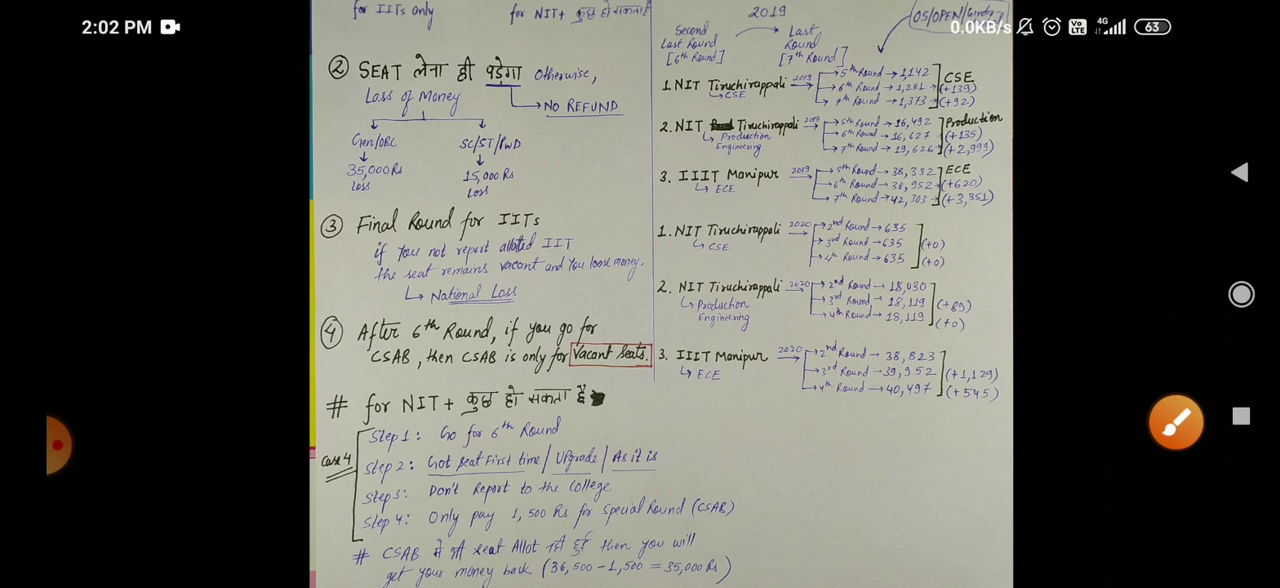 2:02 PM
0.0KB/s
Vo LTE
4G
63
for IITs only
for NIT+ कुछ हो सकता है
② SEAT लेना ही पड़ेगा Otherwise,
Loss of Money
NO REFUND
Gen/OBC
SC/ST/PwD
35,000 Rs
Loss
15,000 Rs
Loss
③ Final Round for IITs
if You not report allotted IIT
the seat remains vacant and You loose money.
National Loss
④ After 6th Round, if you go for
CSAB, then CSAB is only for Vacant Seats.
# for NIT+ कुछ हो सकता है
Case 4
Step 1: Go for 6th Round
Step 2: Got seat First time/ Upgrade/ As it is
Step 3: Don't Report to the College
Step 4: Only pay 1,500 Rs for Special Round (CSAB)
# CSAB में भी seat Allot नहीं हुई then you will
get your money back (36,500 - 1,500 = 35,000 Rs)
2019
OS/OPEN/
Second
Last Round
[6th Round]
Last
Round
[7th Round]
1. NIT Tiruchirappali 2019
CSE
5th Round → 1,142
6th Round → 1,281 (+139)
7th Round → 1,373 (+92)
CSE
2. NIT Tiruchirappali 2019
Production
Engineering
5th Round → 16,492
6th Round → 16,627 (+135)
7th Round → 19,626 (+2,999)
Production
3. IIIT Manipur 2019
ECE
5th Round → 38,332
6th Round → 38,952 (+620)
7th Round → 42,303 (+3,351)
ECE
1. NIT Tiruchirappali 2020
CSE
2nd Round → 635
3rd Round → 635 (+0)
4th Round → 635 (+0)
2. NIT Tiruchirappali 2020
Production
Engineering
2nd Round → 18,030
3rd Round → 18,119 (+89)
4th Round → 18,119 (+0)
3. IIIT Manipur 2020
ECE
2nd Round → 38,823
3rd Round → 39,952 (+1,129)
4th Round → 40,497 (+545)